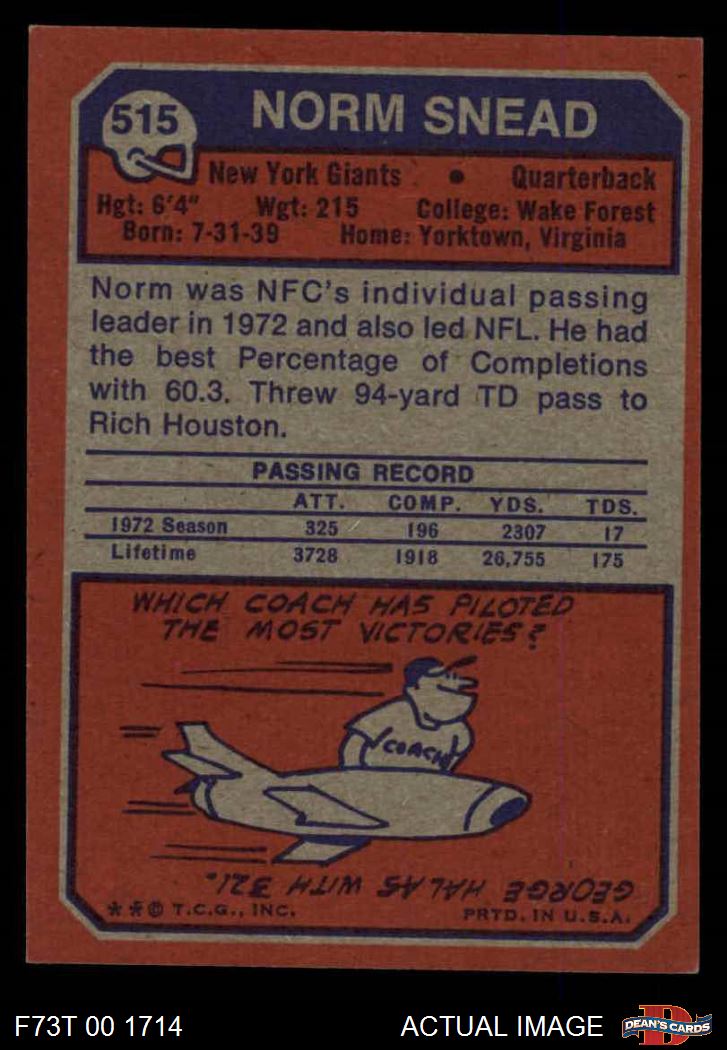 515
NORM SNEAD
New York Giants • Quarterback
Hgt: 6'4" Wgt: 215 College: Wake Forest
Born: 7-31-39 Home: Yorktown, Virginia
Norm was NFC's individual passing
leader in 1972 and also led NFL. He had
the best Percentage of Completions
with 60.3. Threw 94-yard TD pass to
Rich Houston.
PASSING RECORD
ATT. COMP. YDS. TDS.
1972 Season 325 196 2307 17
Lifetime 3728 1918 26,755 175
WHICH COACH HAS PILOTED
THE MOST VICTORIES?
COACH
GEORGE HALAS WITH 321.
**© T.C.G., INC. PRTD. IN U.S.A.
F73T 00 1714 ACTUAL IMAGE
D
DEAN'S CARDS